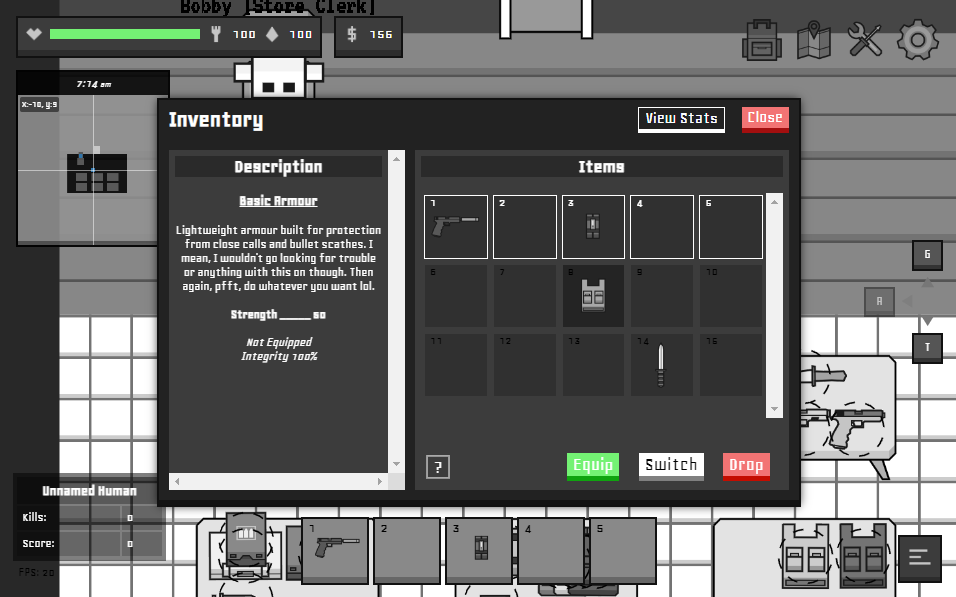 Bobby [Store Clerk]
100 100 $ 156
7:14 am
X:-10, y:9
Inventory
View Stats
Close
Description
Basic Armour
Lightweight armour built for protection
from close calls and bullet scathes. I
mean, I wouldn't go looking for trouble
or anything with this on though. Then
again, pfft, do whatever you want lol.
Strength _____ 60
Not Equipped
Integrity 100%
Items
1 2 3 4 5
6 7 8 9 10
11 12 13 14 15
?
Equip
Switch
Drop
G
A
T
Unnamed Human
Kills: 0
Score: 0
FPS: 20
1 2 3 4 5